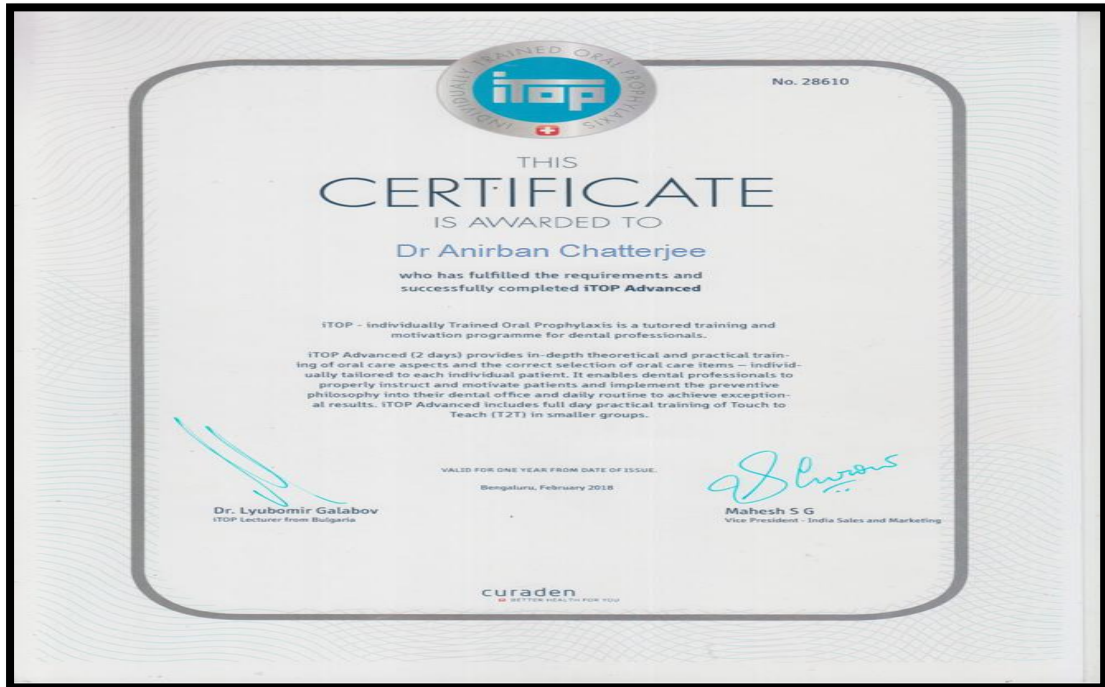 INDIVIDUALLY TRAINED ORAL PROPHYLAXIS
iTop
No. 28610
THIS
CERTIFICATE
IS AWARDED TO
Dr Anirban Chatterjee
who has fulfilled the requirements and
successfully completed iTOP Advanced
iTOP - individually Trained Oral Prophylaxis is a tutored training and
motivation programme for dental professionals.
iTOP Advanced (2 days) provides in-depth theoretical and practical train-
ing of oral care aspects and the correct selection of oral care items — individ-
ually tailored to each individual patient. It enables dental professionals to
properly instruct and motivate patients and implement the preventive
philosophy into their dental office and daily routine to achieve exception-
al results. iTOP Advanced includes full day practical training of Touch to
Teach (T2T) in smaller groups.
VALID FOR ONE YEAR FROM DATE OF ISSUE.
Bengaluru, February 2018
Dr. Lyubomir Galabov
iTOP Lecturer from Bulgaria
Mahesh S G
Vice President - India Sales and Marketing
curaden
BETTER HEALTH FOR YOU